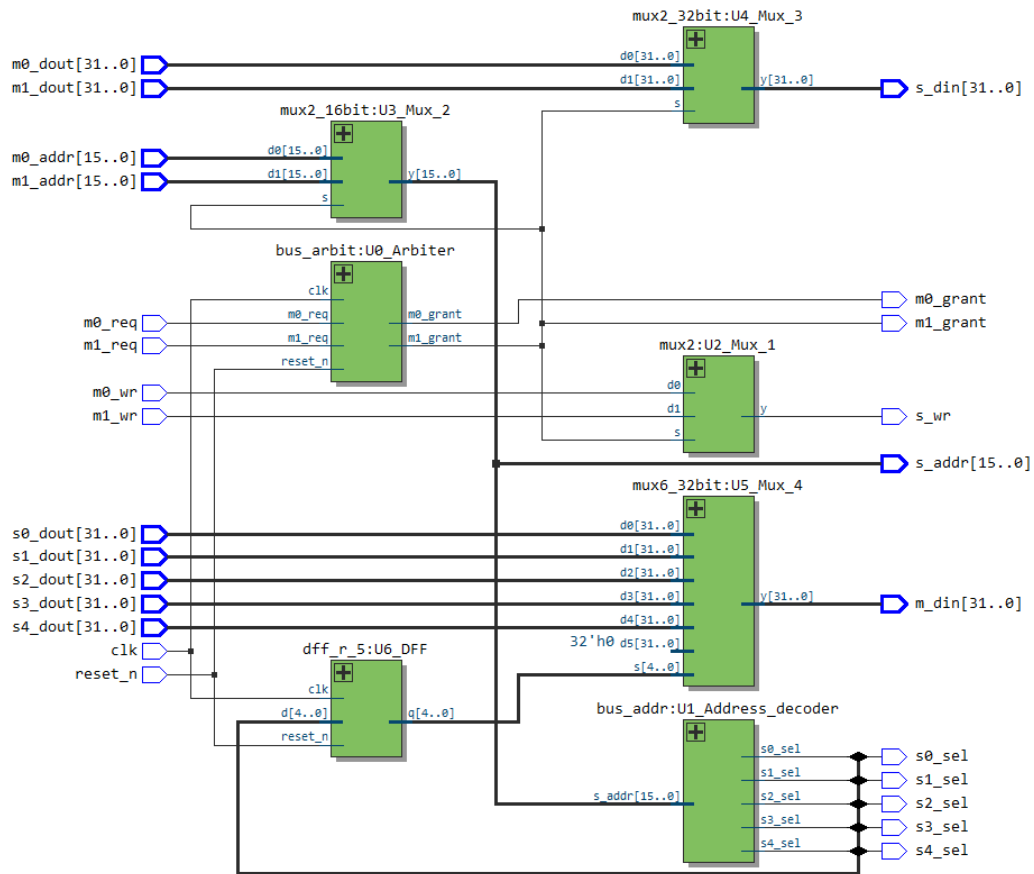 mux2_32bit:U4_Mux_3
m0_dout[31..0]
m1_dout[31..0]
d0[31..0]
d1[31..0]
s
y[31..0]
s_din[31..0]
mux2_16bit:U3_Mux_2
m0_addr[15..0]
m1_addr[15..0]
d0[15..0]
d1[15..0]
s
y[15..0]
bus_arbit:U0_Arbiter
clk
m0_req
m1_req
reset_n
m0_req
m1_req
m0_grant
m1_grant
m0_grant
m1_grant
mux2:U2_Mux_1
m0_wr
m1_wr
d0
d1
s
y
s_wr
s_addr[15..0]
mux6_32bit:U5_Mux_4
s0_dout[31..0]
s1_dout[31..0]
s2_dout[31..0]
s3_dout[31..0]
s4_dout[31..0]
clk
reset_n
d0[31..0]
d1[31..0]
d2[31..0]
d3[31..0]
d4[31..0]
32'h0 d5[31..0]
s[4..0]
y[31..0]
m_din[31..0]
dff_r_5:U6_DFF
clk
d[4..0]
reset_n
q[4..0]
bus_addr:U1_Address_decoder
s_addr[15..0]
s0_sel
s1_sel
s2_sel
s3_sel
s4_sel
s0_sel
s1_sel
s2_sel
s3_sel
s4_sel